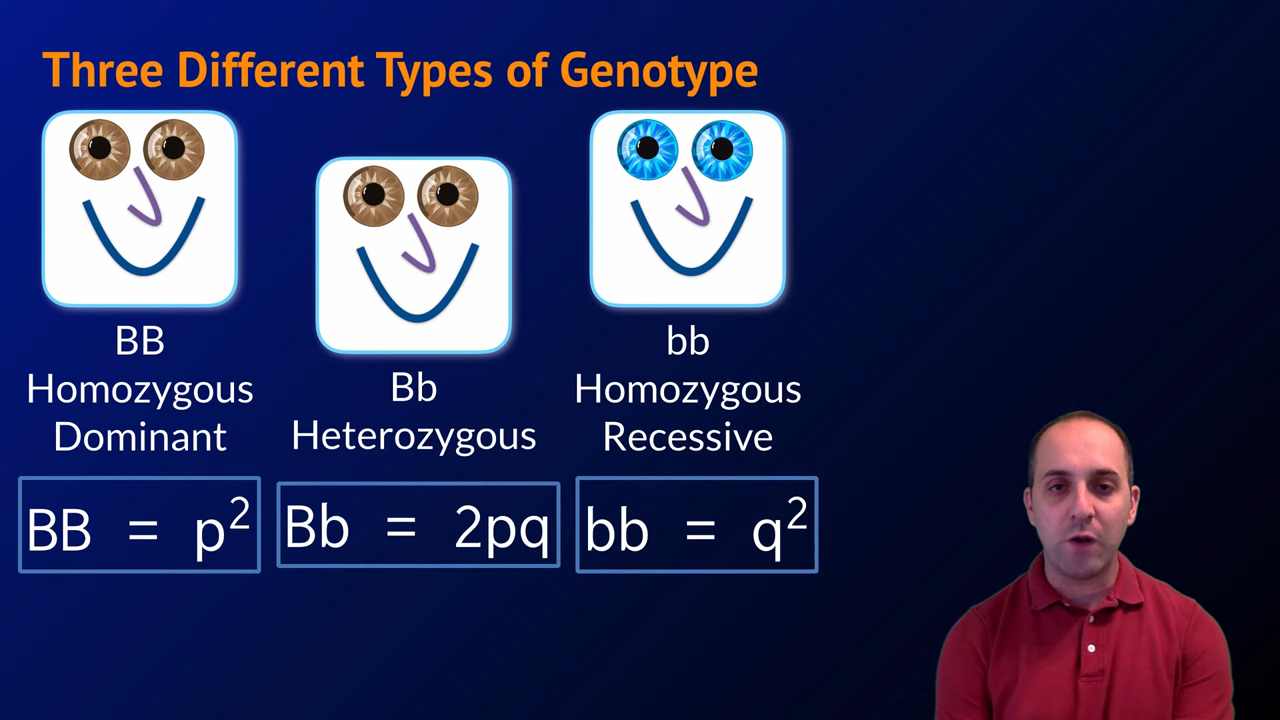 Three Different Types of Genotype
BB
Homozygous
Dominant
Bb
Heterozygous
bb
Homozygous
Recessive
BB = p²
Bb = 2pq
bb = q²